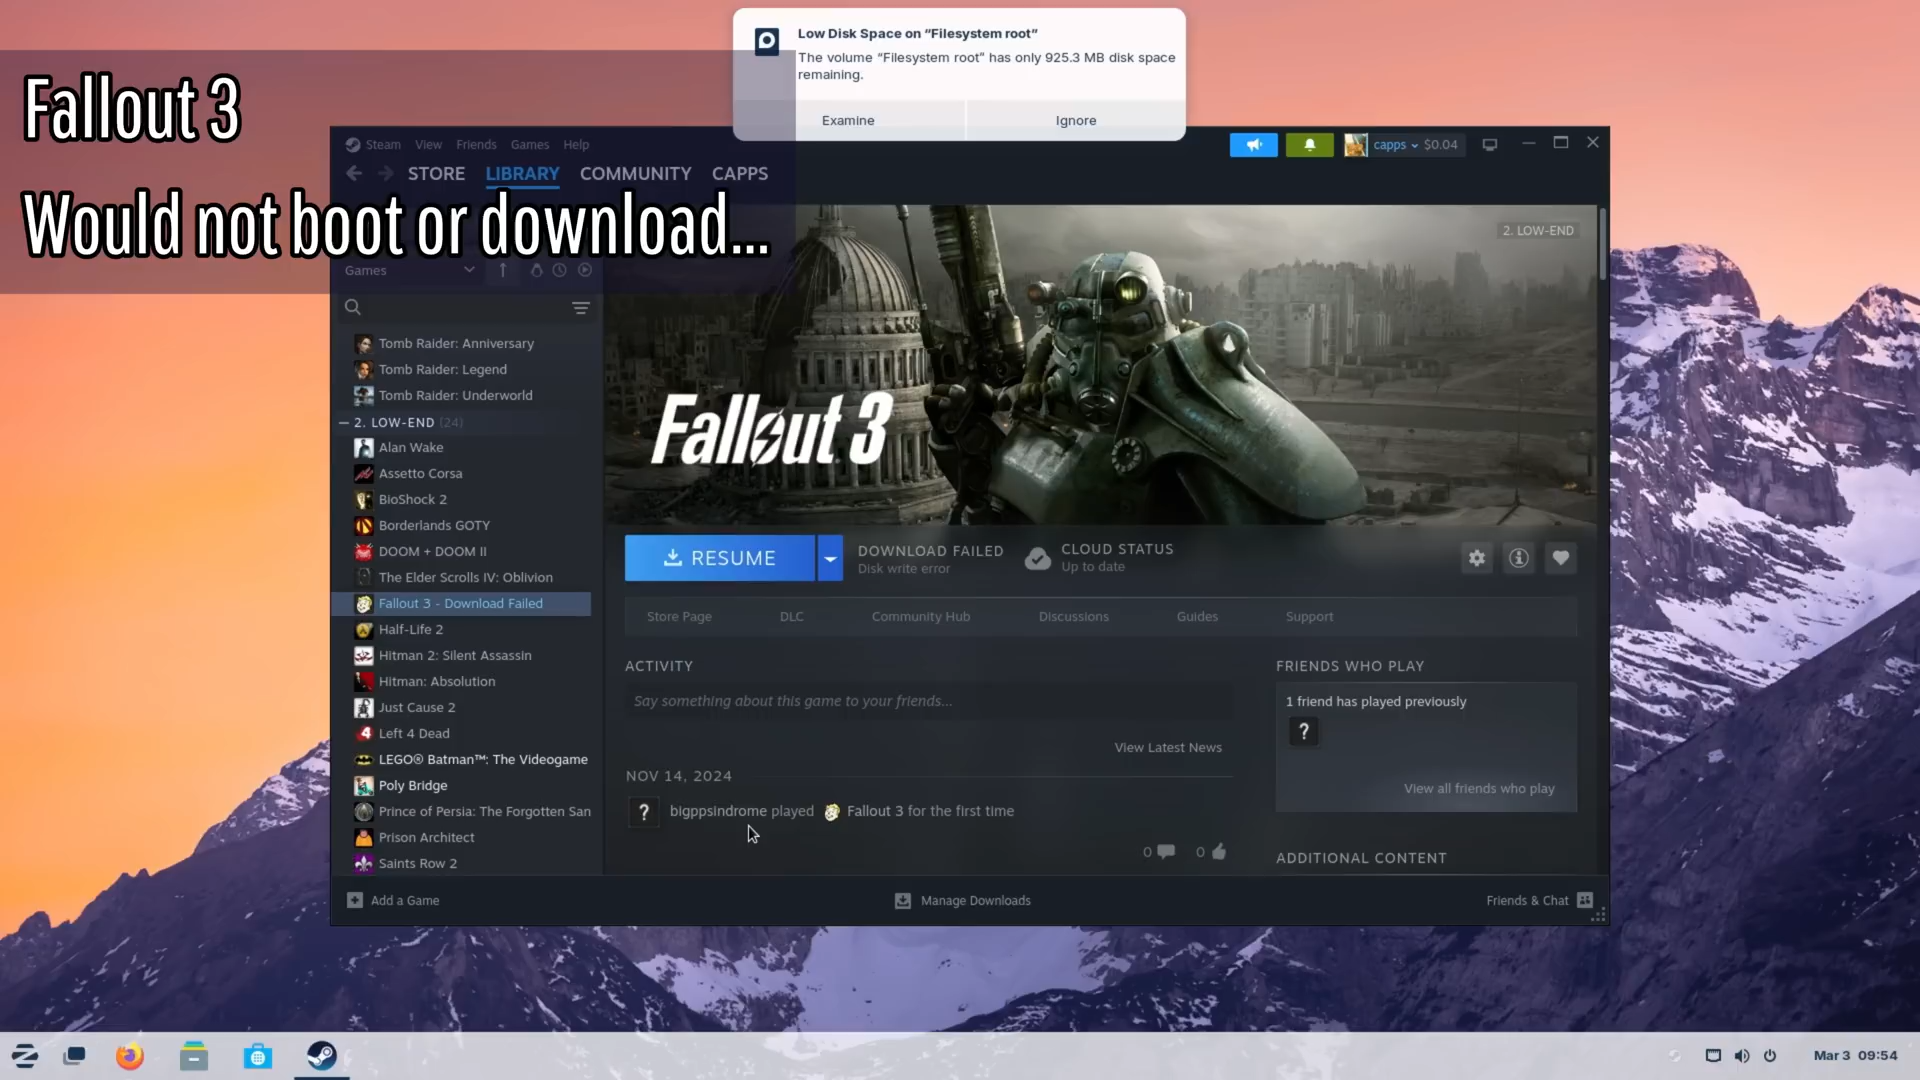 Low Disk Space on “Filesystem root”
The volume “Filesystem root” has only 925.3 MB disk space
remaining.
Examine
Ignore
Fallout 3
Would not boot or download...
Steam View Friends Games Help
capps $0.04
STORE LIBRARY COMMUNITY CAPPS
2. LOW-END
Games
Tomb Raider: Anniversary
Tomb Raider: Legend
Tomb Raider: Underworld
2. LOW-END (24)
Alan Wake
Assetto Corsa
BioShock 2
Borderlands GOTY
DOOM + DOOM II
The Elder Scrolls IV: Oblivion
Fallout 3 - Download Failed
Half-Life 2
Hitman 2: Silent Assassin
Hitman: Absolution
Just Cause 2
Left 4 Dead
LEGO® Batman™: The Videogame
Poly Bridge
Prince of Persia: The Forgotten San
Prison Architect
Saints Row 2
Fallout 3
RESUME
DOWNLOAD FAILED
Disk write error
CLOUD STATUS
Up to date
Store Page DLC Community Hub Discussions Guides Support
ACTIVITY
Say something about this game to your friends...
View Latest News
NOV 14, 2024
bigppsindrome played Fallout 3 for the first time
0 0
FRIENDS WHO PLAY
1 friend has played previously
?
View all friends who play
ADDITIONAL CONTENT
Add a Game
Manage Downloads
Friends & Chat
Mar 3 09:54